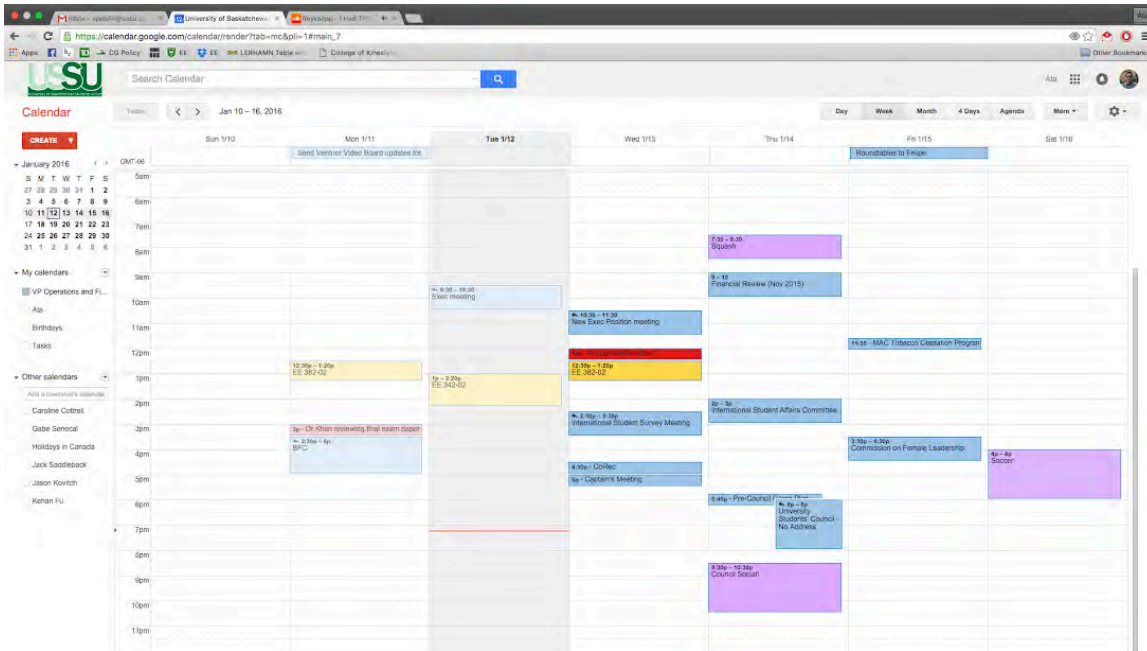 University of Saskatchewa
https://calendar.google.com/calendar/render?tab=mc&pli=1#main_7
Apps
CG Policy
EE
EE
LERHAMN Table and
College of Kinesio
Other Bookmarks
USSU
Search Calendar
Ata
Calendar
Today
Jan 10 – 16, 2016
Day
Week
Month
4 Days
Agenda
More
CREATE
Sun 1/10
Mon 1/11
Tue 1/12
Wed 1/13
Thu 1/14
Fri 1/15
Sat 1/16
GMT-06
Roundtables to Felipe
January 2016
S M T W T F S
27 28 29 30 31 1 2
3 4 5 6 7 8 9
10 11 12 13 14 15 16
17 18 19 20 21 22 23
24 25 26 27 28 29 30
31 1 2 3 4 5 6
My calendars
VP Operations and Fi...
Ata
Birthdays
Tasks
Other calendars
Add a coworker's calendar
Caroline Cottrell
Gabe Senecal
Holidays in Canada
Jack Saddleback
Jason Kovitch
Kehan Fu
5am
6am
7am
8am
9am
10am
11am
12pm
1pm
2pm
3pm
4pm
5pm
6pm
7pm
8pm
9pm
10pm
11pm
Send Ventnor Video Board updates for
12:30p – 1:20p
EE 382-02
3p - Dr Khan reviewing final exam paper
3:30p – 5p
BFC
9:30 – 10:30
Exec meeting
1p – 2:20p
EE 342-02
10:30 – 11:30
New Exec Position meeting
12:30p – 1:20p
EE 382-02
2:30p – 3:30p
International Student Survey Meeting
4:30p - CoRec
5p - Captain's Meeting
7:30 – 8:30
Squash
9 – 10
Financial Review (Nov 2015)
2p – 3p
International Student Affairs Committee
5:45p - Pre-Council
6p – 8p
University
Students' Council -
No Address
8:30p – 10:30p
Council Social!
11:35 - MAC Tobacco Cessation Program
3:30p – 4:30p
Commission on Female Leadership
4p – 6p
Soccer